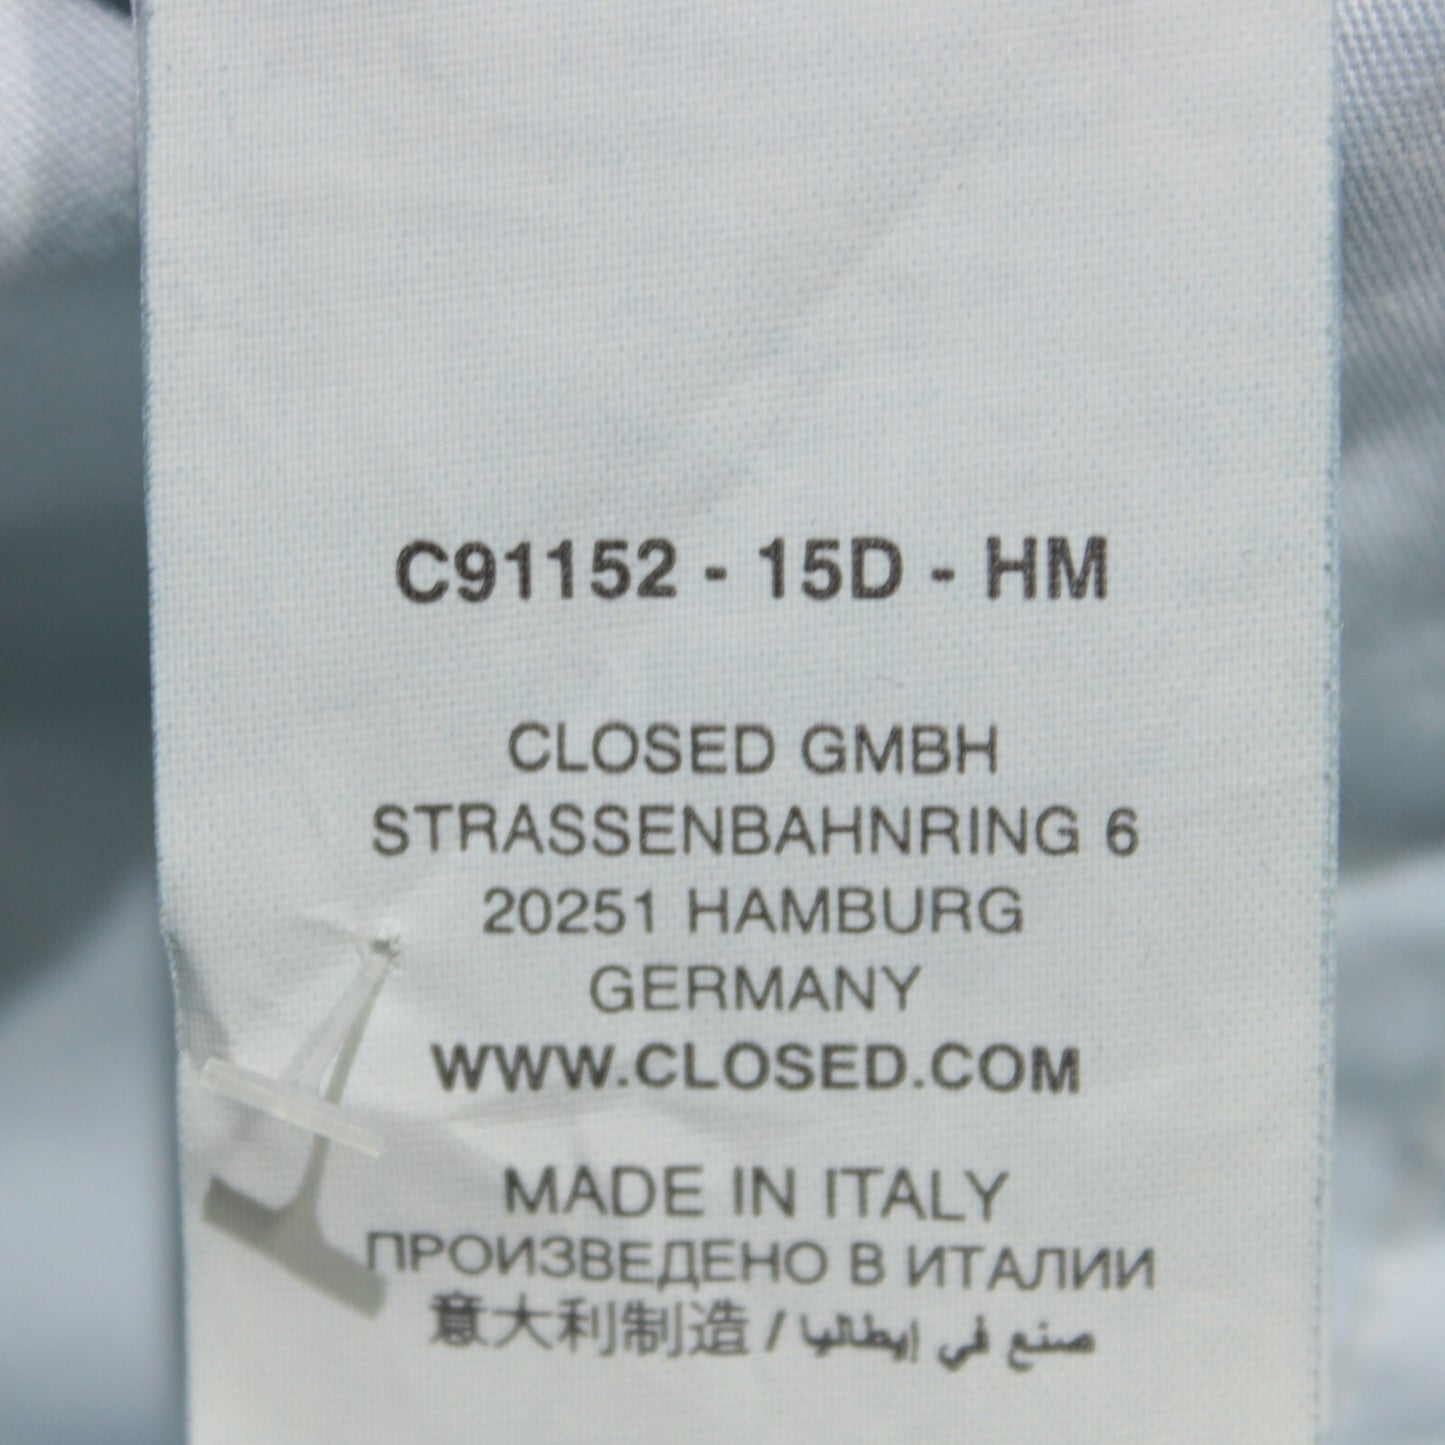 C91152 - 15D - HM
CLOSED GMBH
STRASSENBAHNRING 6
20251 HAMBURG
GERMANY
WWW.CLOSED.COM
MADE IN ITALY
ПРОИЗВЕДЕНО В ИТАЛИИ
意大利制造 / صنع في إيطاليا